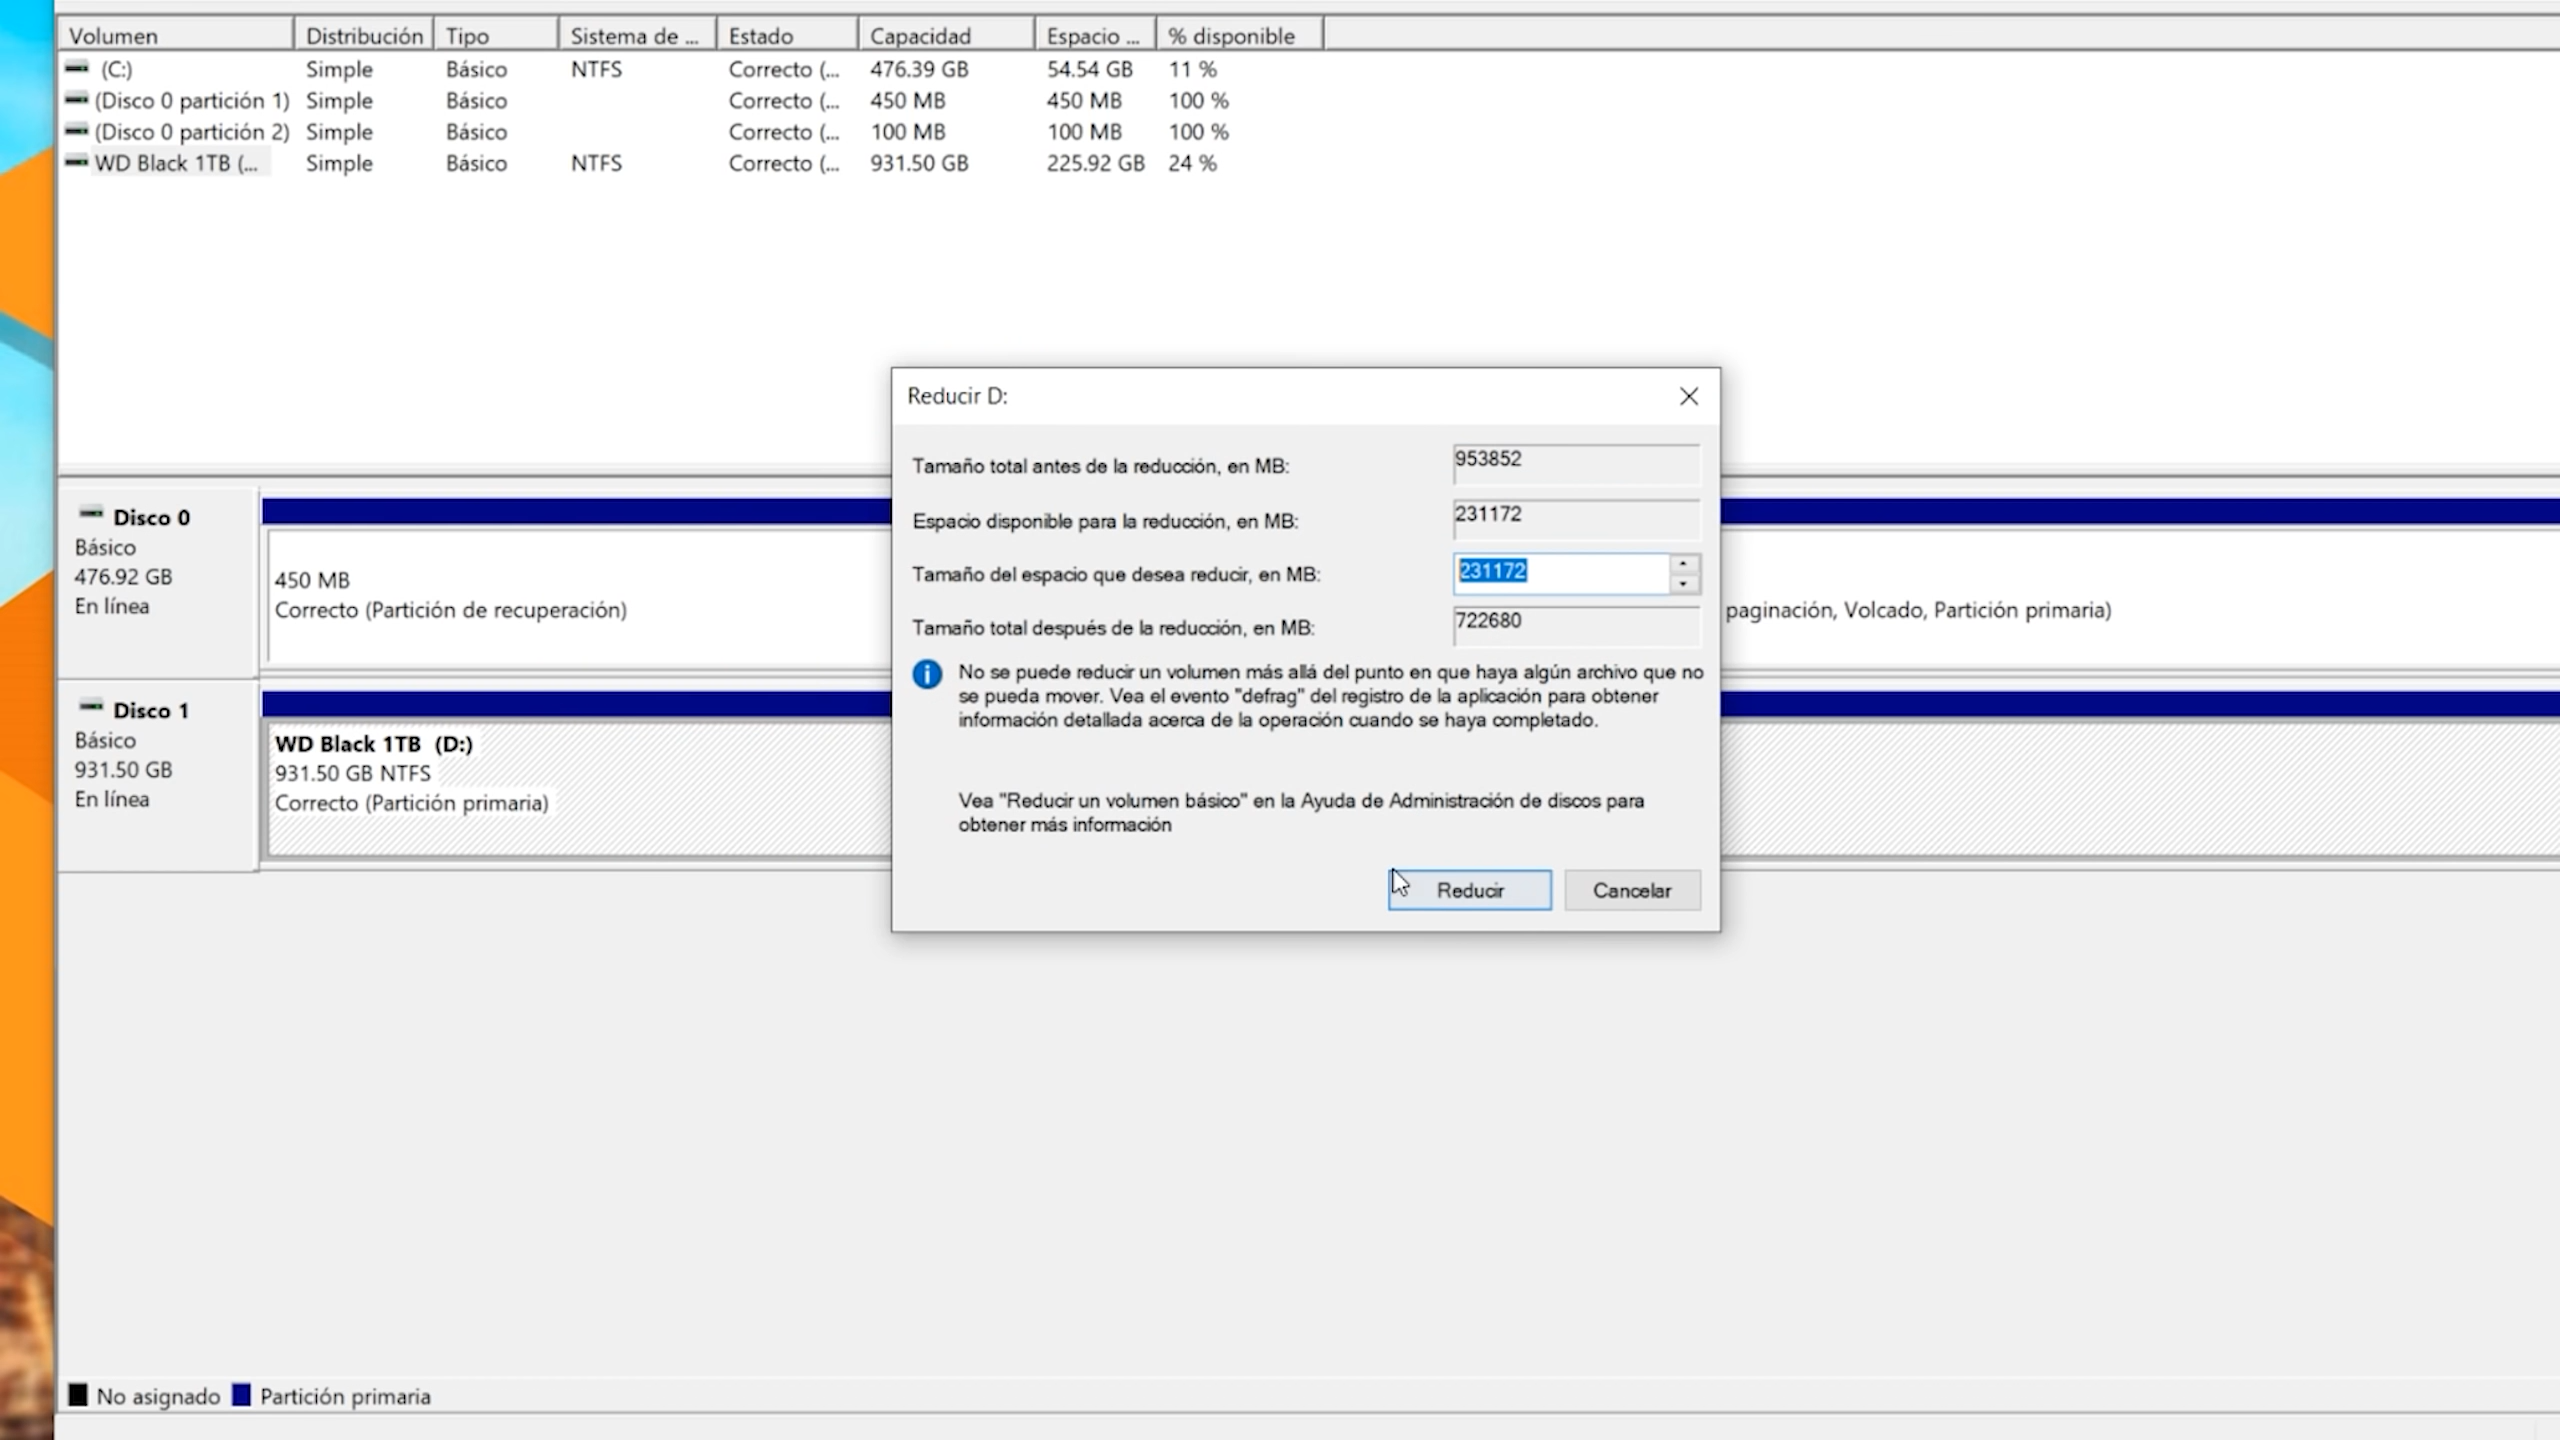 Volumen Distribución Tipo Sistema de ... Estado Capacidad Espacio ... % disponible
(C:) Simple Básico NTFS Correcto (... 476.39 GB 54.54 GB 11 %
(Disco 0 partición 1) Simple Básico Correcto (... 450 MB 450 MB 100 %
(Disco 0 partición 2) Simple Básico Correcto (... 100 MB 100 MB 100 %
WD Black 1TB (... Simple Básico NTFS Correcto (... 931.50 GB 225.92 GB 24 %
Reducir D:
Tamaño total antes de la reducción, en MB: 953852
Espacio disponible para la reducción, en MB: 231172
Tamaño del espacio que desea reducir, en MB: 231172
Tamaño total después de la reducción, en MB: 722680
No se puede reducir un volumen más allá del punto en que haya algún archivo que no
se pueda mover. Vea el evento "defrag" del registro de la aplicación para obtener
información detallada acerca de la operación cuando se haya completado.
Vea "Reducir un volumen básico" en la Ayuda de Administración de discos para
obtener más información
Reducir Cancelar
Disco 0
Básico
476.92 GB
En línea
450 MB
Correcto (Partición de recuperación)
paginación, Volcado, Partición primaria)
Disco 1
Básico
931.50 GB
En línea
WD Black 1TB (D:)
931.50 GB NTFS
Correcto (Partición primaria)
No asignado Partición primaria